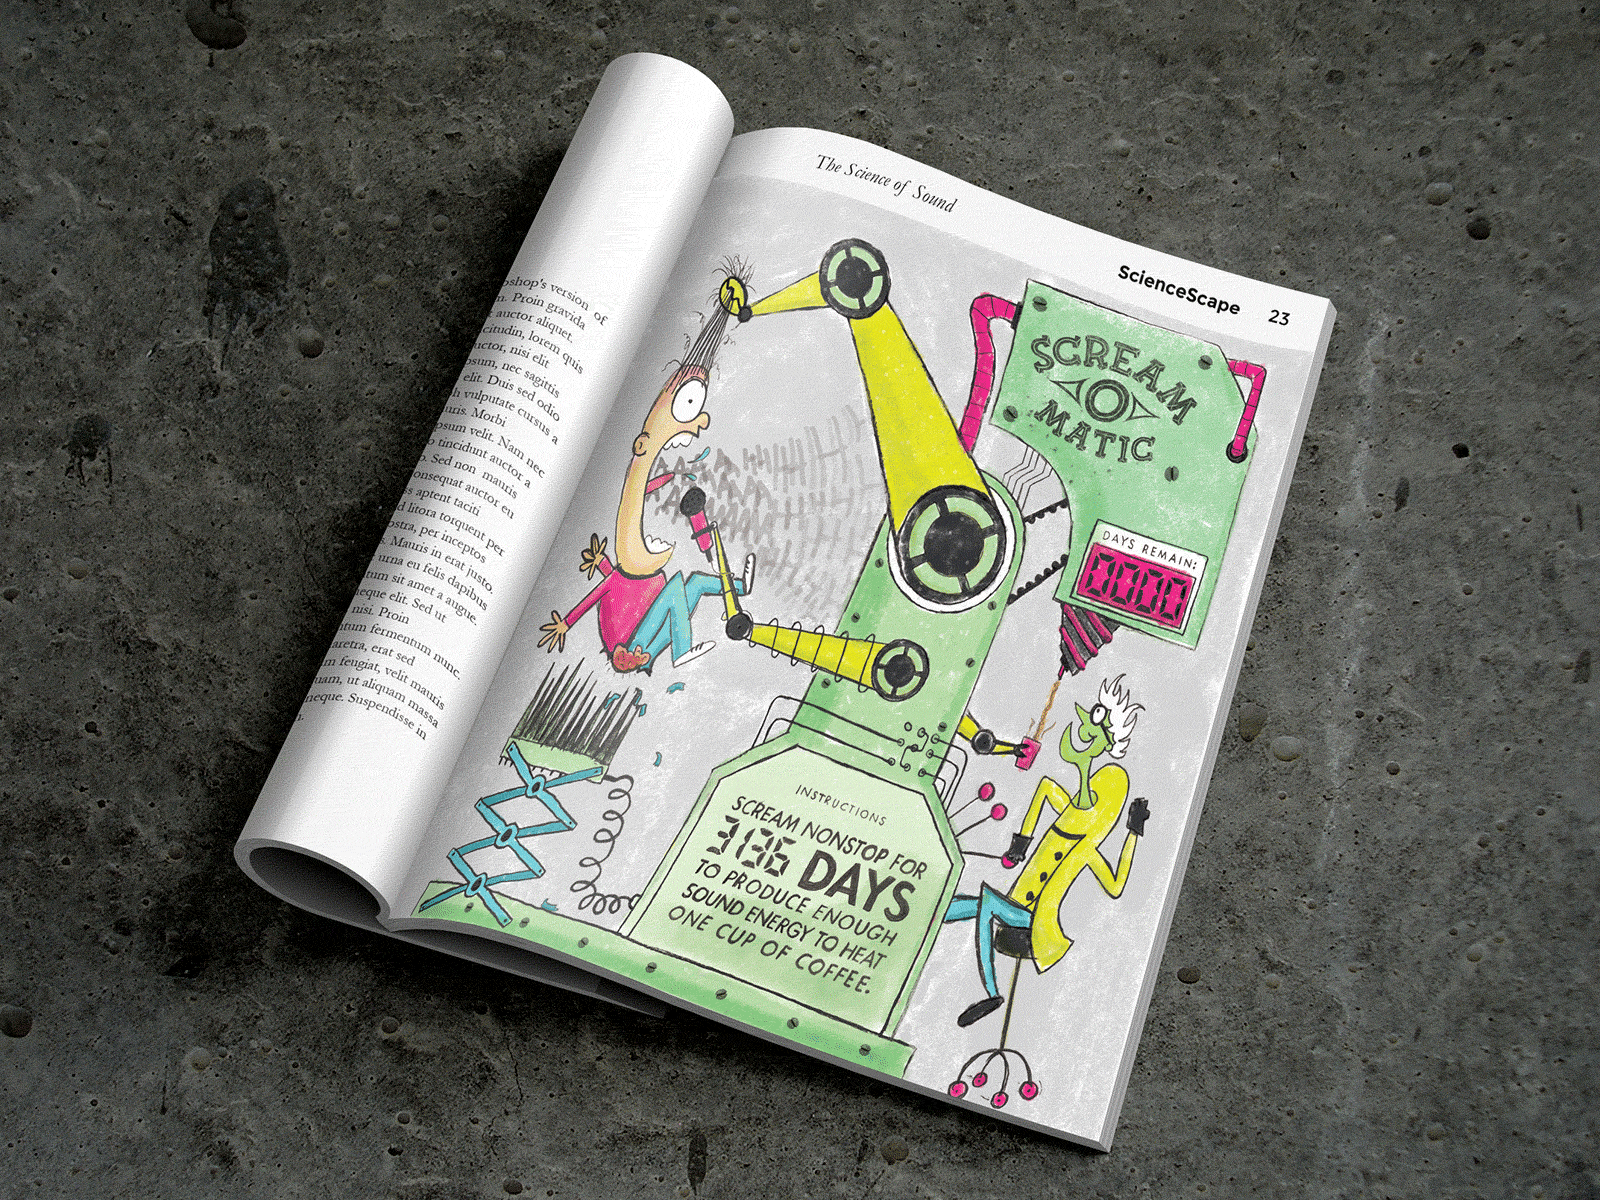 oshop's version of
n. Proin gravida
auctor aliquet.
citudin, lorem quis
uctor, nisi elit
psum, nec sagittis
elit. Duis sed odio
h vulputate cursus a
uris. Morbi
psum velit. Nam nec
o tincidunt auctor a
o. Sed non mauris
onsequat auctor eu
ss aptent taciti
d litora torquent per
ostra, per inceptos
s. Mauris in erat justo.
urna eu felis dapibus
tum sit amet a augue.
neque elit. Sed ut
nisi. Proin
ntum fermentum nunc.
aretra, erat sed
m feugiat, velit mauris
nam, ut aliquam massa
neque. Suspendisse in
n.
The Science of Sound
ScienceScape 23
SCREAM
O
MATIC
DAYS REMAIN:
0000
INSTRUCTIONS
SCREAM NONSTOP FOR
3136 DAYS
TO PRODUCE ENOUGH
SOUND ENERGY TO HEAT
ONE CUP OF COFFEE.